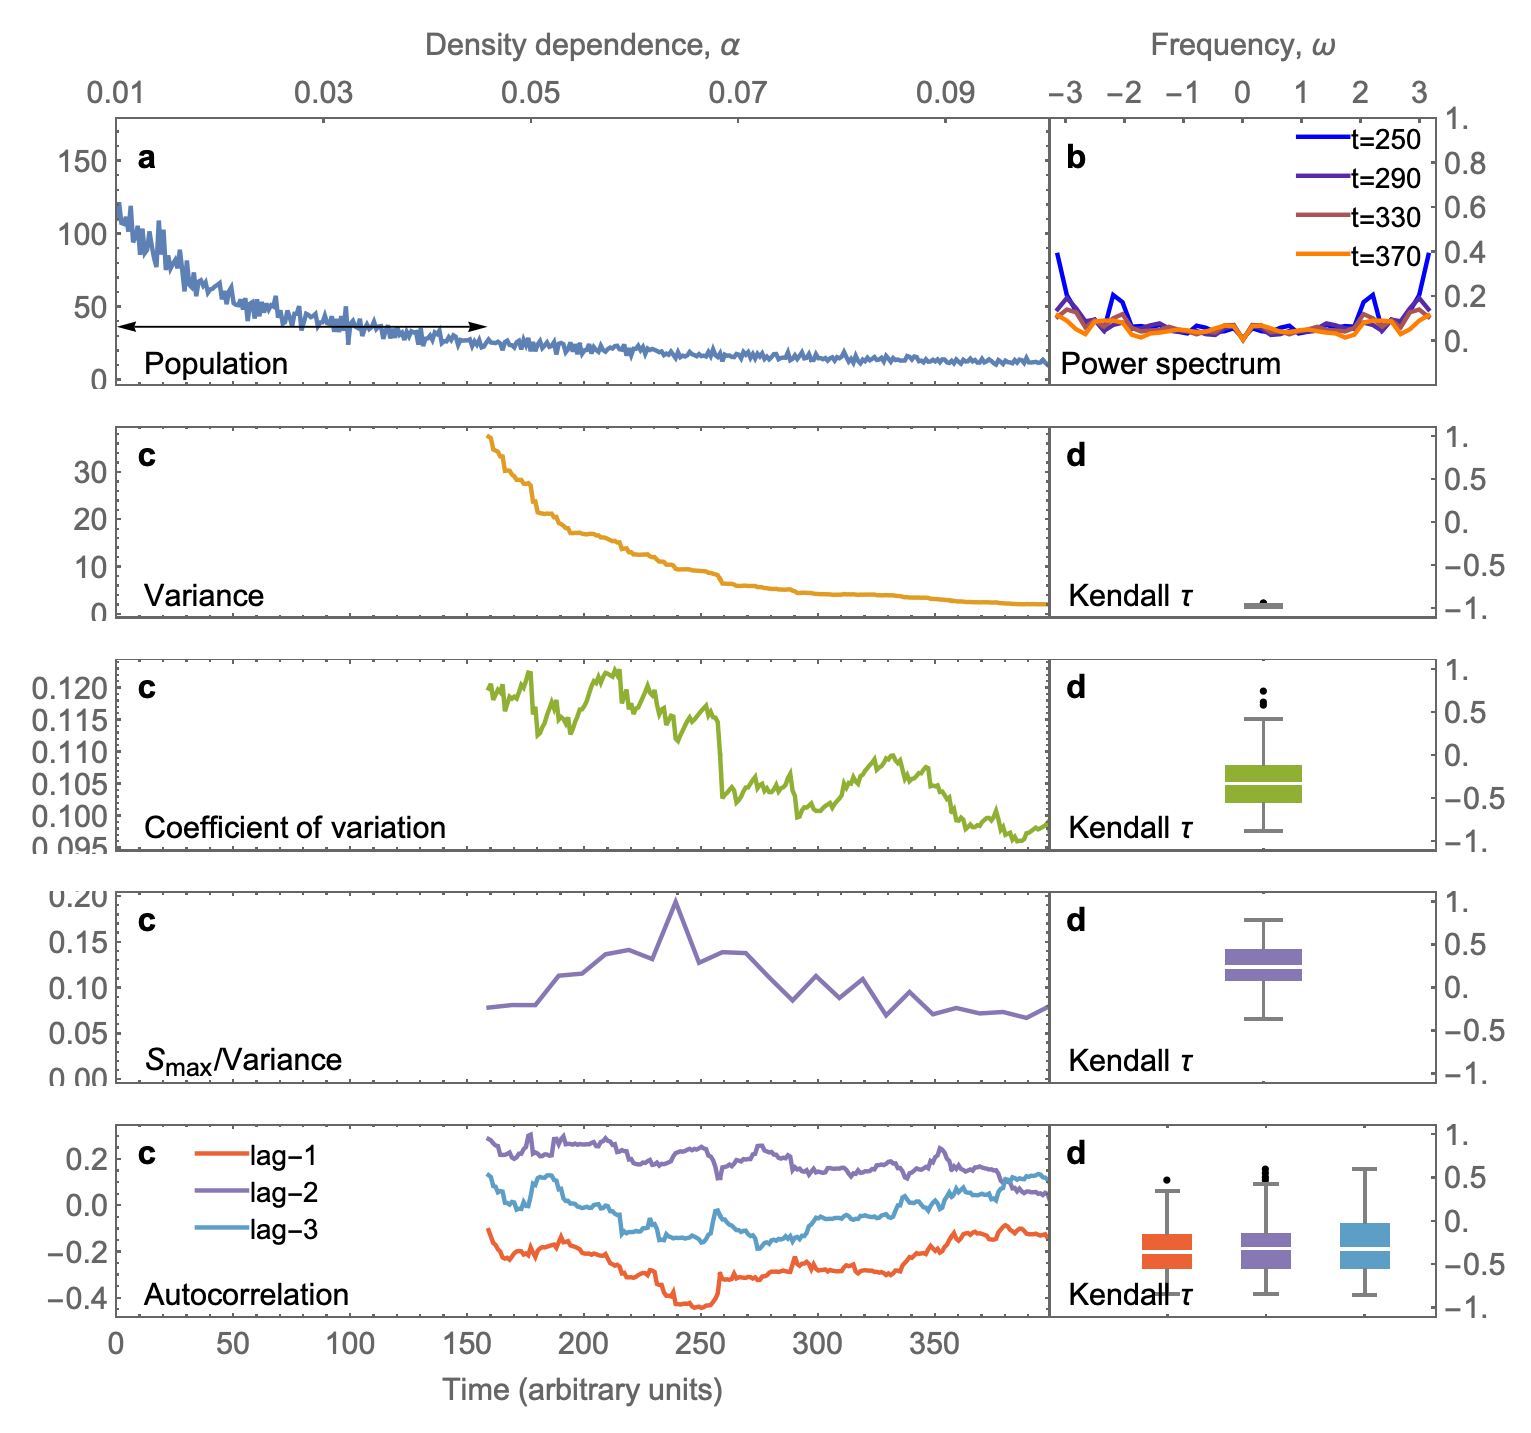 Density dependence, α
Frequency, ω
0.01 0.03 0.05 0.07 0.09
−3 −2 −1 0 1 2 3
a
150
100
50
0
Population
b
t=250
t=290
t=330
t=370
1.
0.8
0.6
0.4
0.2
0.
Power spectrum
c
30
20
10
0
Variance
d
1.
0.5
0.
−0.5
−1.
Kendall τ
c
0.120
0.115
0.110
0.105
0.100
0.095
Coefficient of variation
d
1.
0.5
0.
−0.5
−1.
Kendall τ
c
0.20
0.15
0.10
0.05
0.00
Smax/Variance
d
1.
0.5
0.
−0.5
−1.
Kendall τ
c
lag−1
lag−2
lag−3
0.2
0.0
−0.2
−0.4
Autocorrelation
d
1.
0.5
0.
−0.5
−1.
Kendall τ
0 50 100 150 200 250 300 350
Time (arbitrary units)